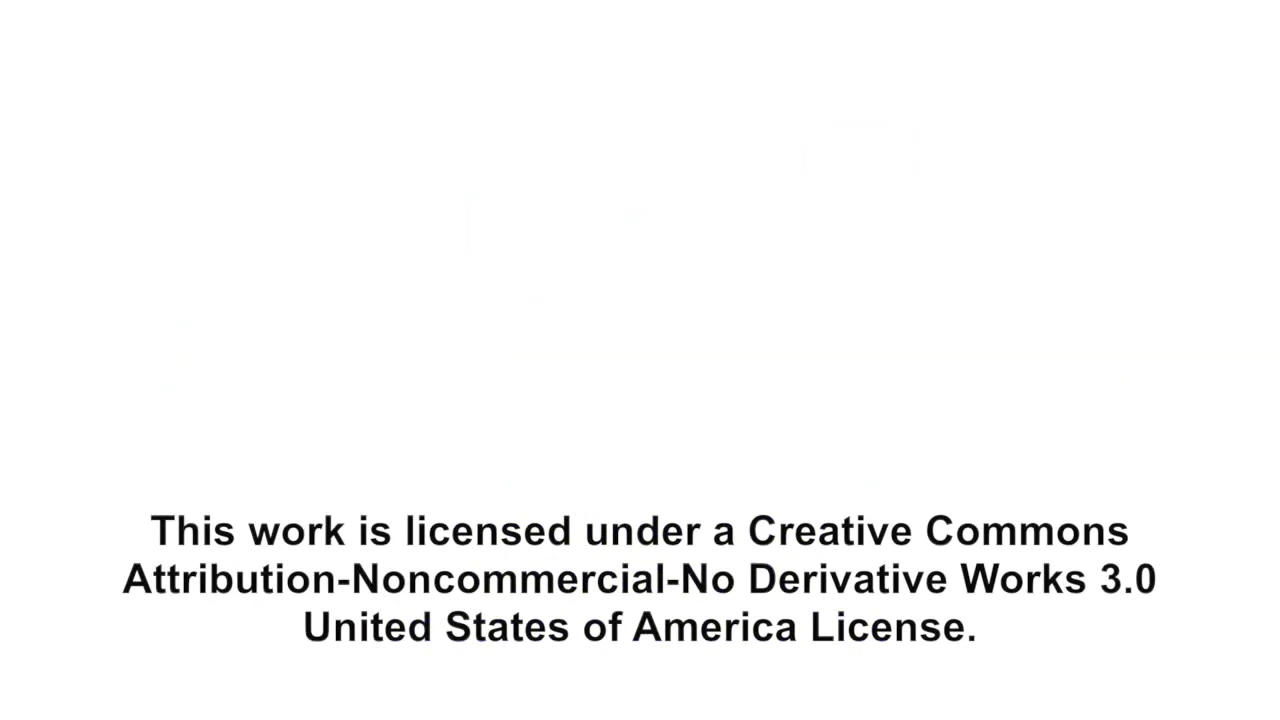 This work is licensed under a Creative Commons
Attribution-Noncommercial-No Derivative Works 3.0
United States of America License.